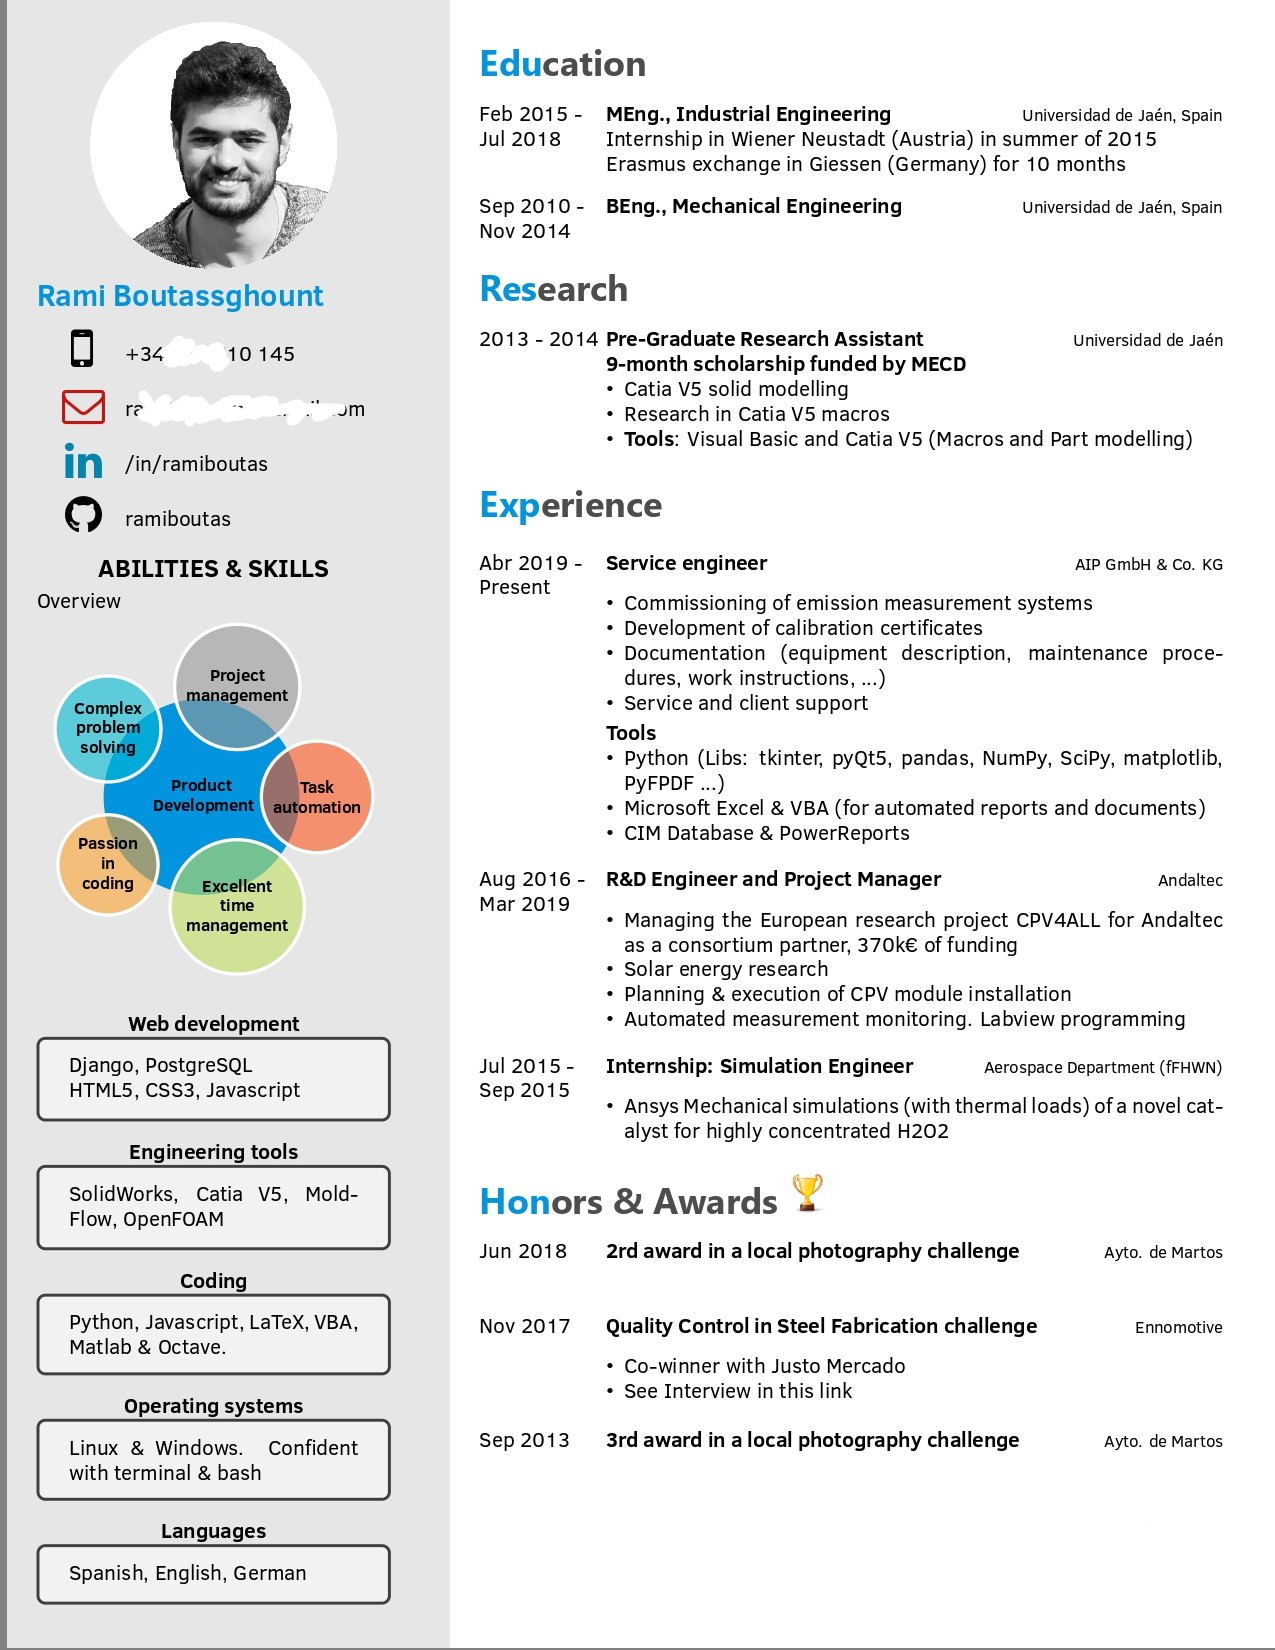 Rami Boutassghount
+34 10 145
/in/ramiboutas
ramiboutas
ABILITIES & SKILLS
Overview
Project
management
Complex
problem
solving
Product
Development
Task
automation
Passion
in
coding
Excellent
time
management
Web development
Django, PostgreSQL
HTML5, CSS3, Javascript
Engineering tools
SolidWorks, Catia V5, Mold-
Flow, OpenFOAM
Coding
Python, Javascript, LaTeX, VBA,
Matlab & Octave.
Operating systems
Linux & Windows. Confident
with terminal & bash
Languages
Spanish, English, German
Education
Feb 2015 - MEng., Industrial Engineering Universidad de Jaén, Spain
Jul 2018 Internship in Wiener Neustadt (Austria) in summer of 2015
Erasmus exchange in Giessen (Germany) for 10 months
Sep 2010 - BEng., Mechanical Engineering Universidad de Jaén, Spain
Nov 2014
Research
2013 - 2014 Pre-Graduate Research Assistant Universidad de Jaén
9-month scholarship funded by MECD
• Catia V5 solid modelling
• Research in Catia V5 macros
• Tools: Visual Basic and Catia V5 (Macros and Part modelling)
Experience
Abr 2019 - Service engineer AIP GmbH & Co. KG
Present
• Commissioning of emission measurement systems
• Development of calibration certificates
• Documentation (equipment description, maintenance proce-
dures, work instructions, ...)
• Service and client support
Tools
• Python (Libs: tkinter, pyQt5, pandas, NumPy, SciPy, matplotlib,
PyFPDF ...)
• Microsoft Excel & VBA (for automated reports and documents)
• CIM Database & PowerReports
Aug 2016 - R&D Engineer and Project Manager Andaltec
Mar 2019
• Managing the European research project CPV4ALL for Andaltec
as a consortium partner, 370k€ of funding
• Solar energy research
• Planning & execution of CPV module installation
• Automated measurement monitoring. Labview programming
Jul 2015 - Internship: Simulation Engineer Aerospace Department (fFHWN)
Sep 2015
• Ansys Mechanical simulations (with thermal loads) of a novel cat-
alyst for highly concentrated H2O2
Honors & Awards
Jun 2018 2rd award in a local photography challenge Ayto. de Martos
Nov 2017 Quality Control in Steel Fabrication challenge Ennomotive
• Co-winner with Justo Mercado
• See Interview in this link
Sep 2013 3rd award in a local photography challenge Ayto. de Martos